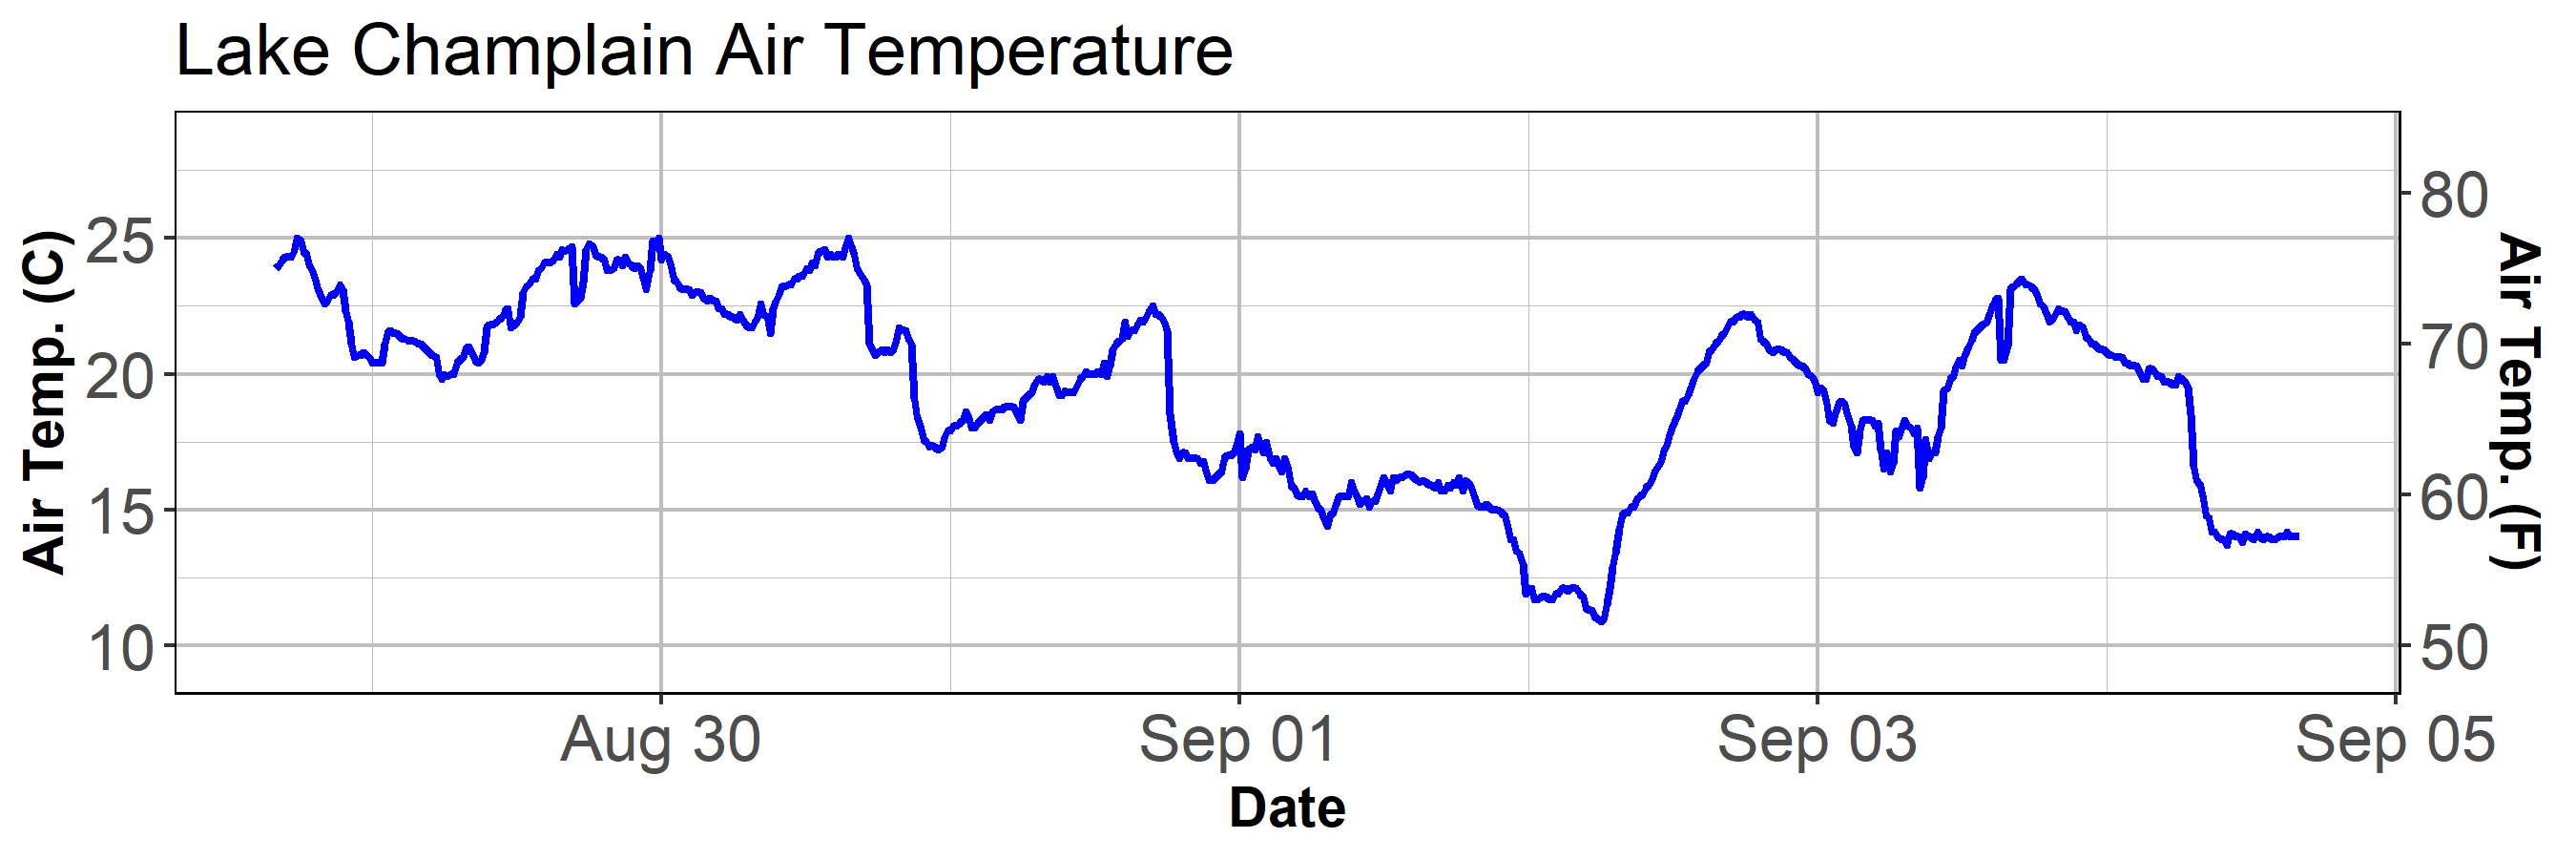 Lake Champlain Air Temperature
Air Temp. (C)
25
20
15
10
80
70
60
50
Air Temp. (F)
Aug 30
Sep 01
Sep 03
Sep 05
Date